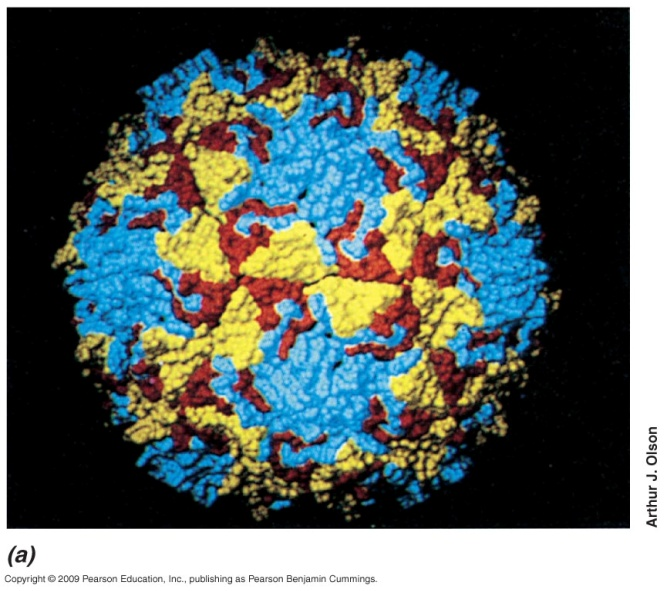 Arthur J. Olson
(a)
Copyright © 2009 Pearson Education, Inc., publishing as Pearson Benjamin Cummings.